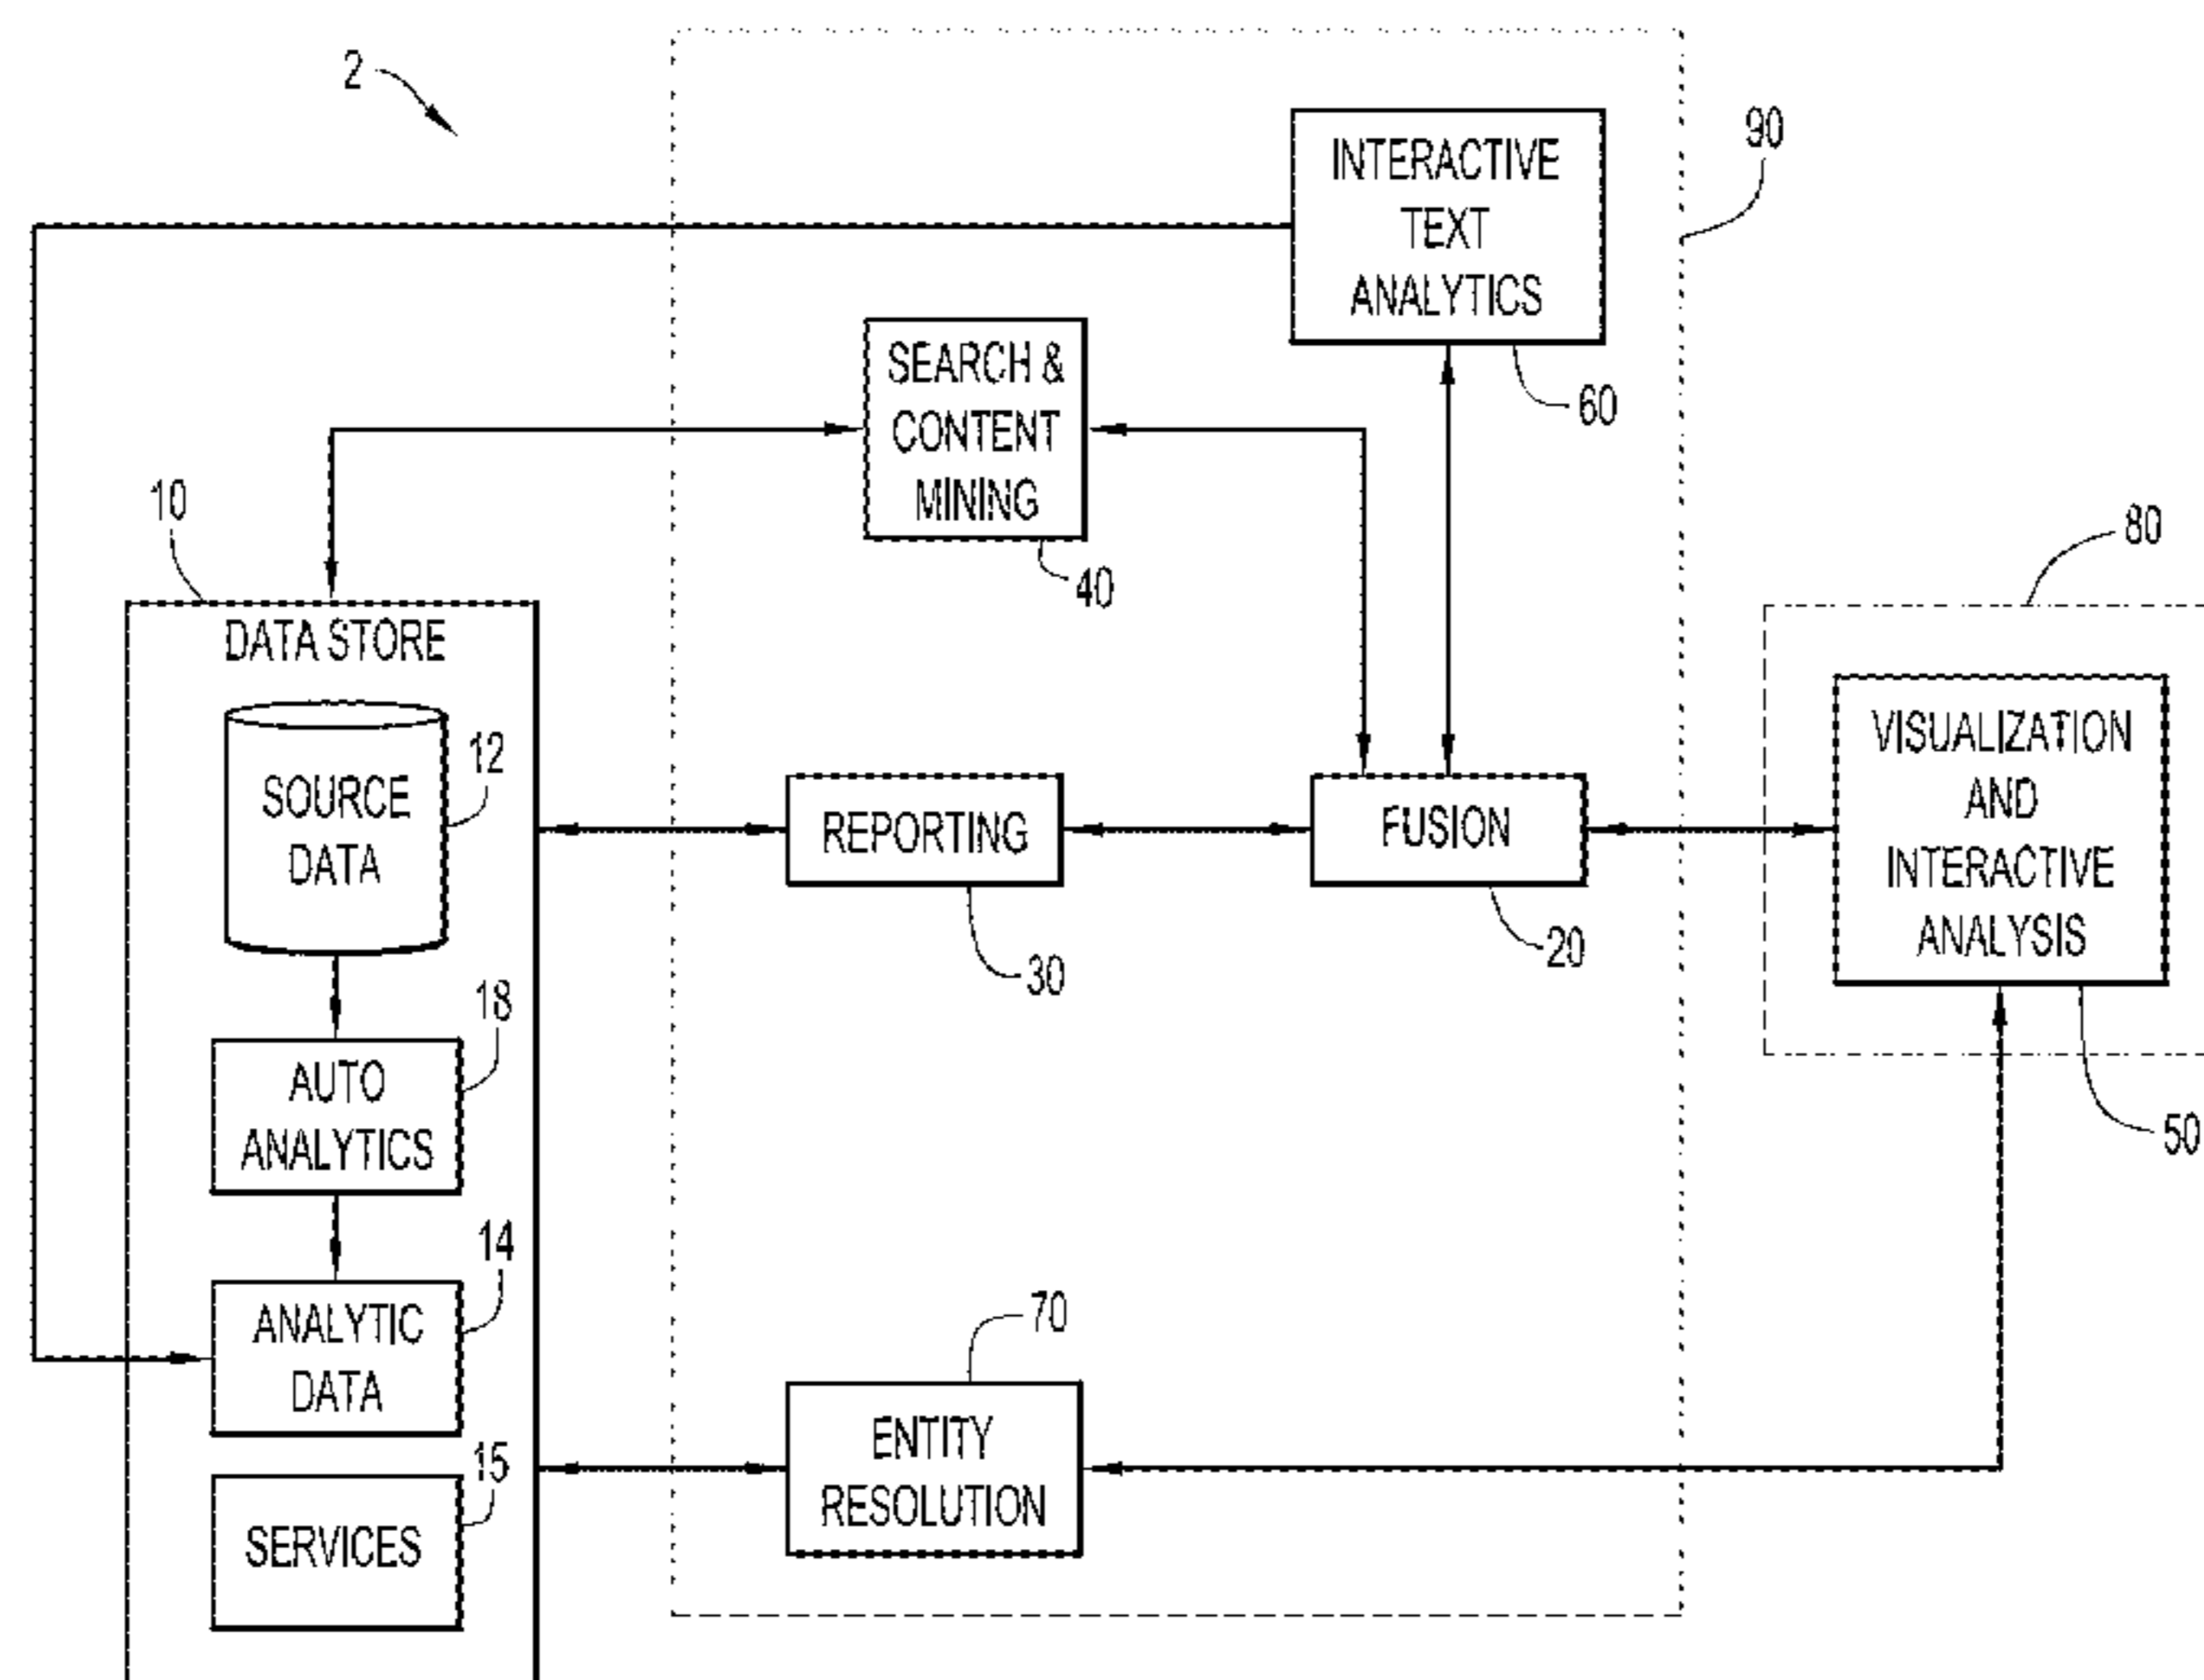 2
90
INTERACTIVE
TEXT
ANALYTICS
60
SEARCH &
CONTENT
MINING
40
10
DATA STORE
80
SOURCE
DATA
12
REPORTING
30
FUSION
20
VISUALIZATION
AND
INTERACTIVE
ANALYSIS
50
18
AUTO
ANALYTICS
14
ANALYTIC
DATA
70
ENTITY
RESOLUTION
15
SERVICES